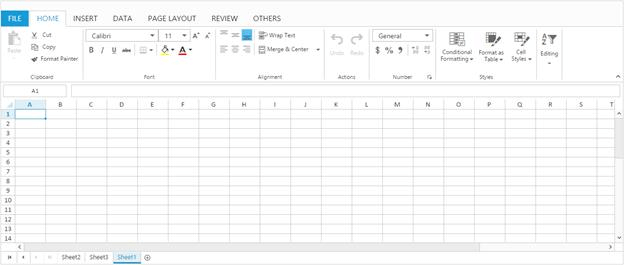 FILE HOME INSERT DATA PAGE LAYOUT REVIEW OTHERS
Paste
Cut
Copy
Format Painter
Clipboard
Calibri 11
B I U A
Font
Wrap Text
Merge & Center
Alignment
Undo Redo
Actions
General
$ % ,
Number
Conditional Formatting
Format as Table
Cell Styles
Styles
A Z
Editing
A1
A B C D E F G H I J K L M N O P Q R S T
1
2
3
4
5
6
7
8
9
10
11
12
13
14
Sheet2 Sheet3 Sheet1